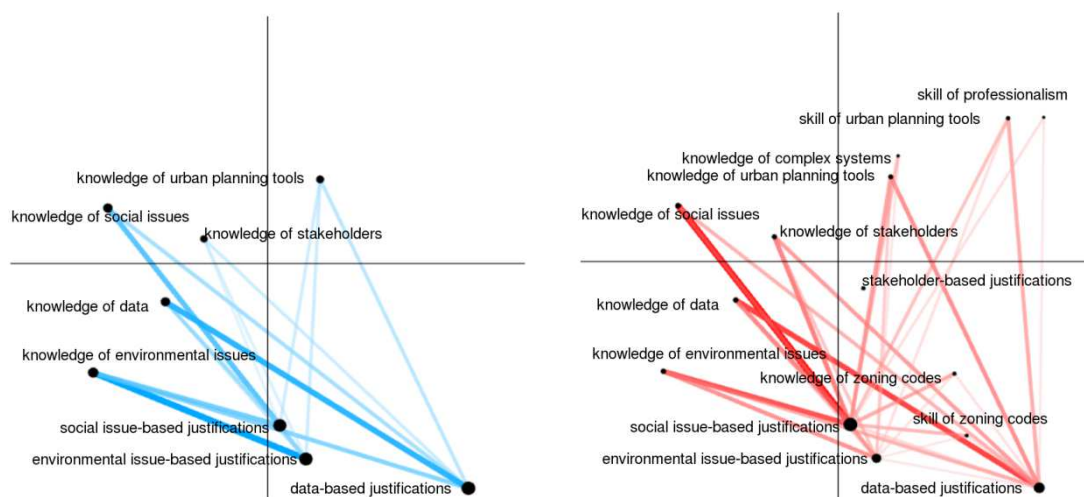 knowledge of urban planning tools
knowledge of social issues
knowledge of stakeholders
knowledge of data
knowledge of environmental issues
social issue-based justifications
environmental issue-based justifications
data-based justifications
skill of professionalism
skill of urban planning tools
knowledge of complex systems
knowledge of urban planning tools
knowledge of social issues
knowledge of stakeholders
stakeholder-based justifications
knowledge of data
knowledge of environmental issues
knowledge of zoning codes
skill of zoning codes
social issue-based justifications
environmental issue-based justifications
data-based justifications